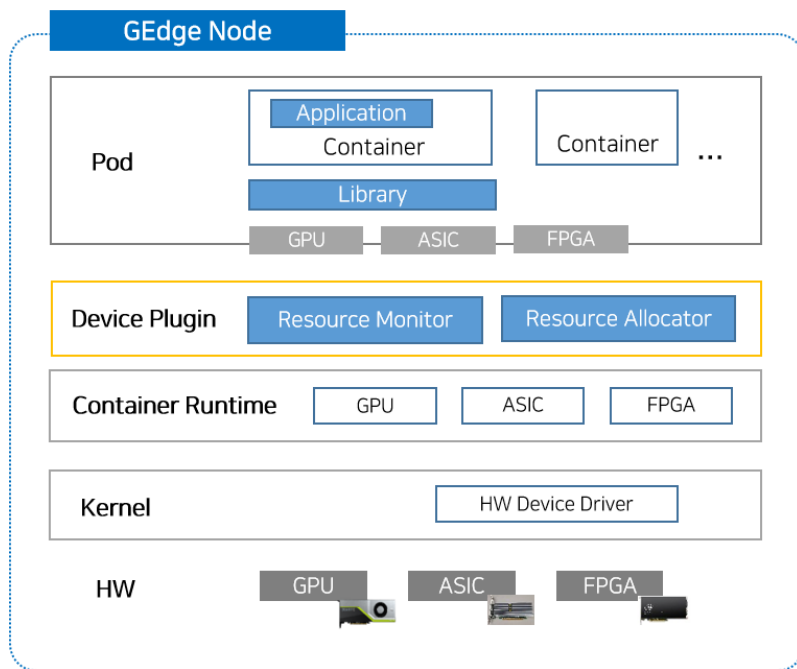 GEdge Node
Application
Container
Container
...
Pod
Library
GPU ASIC FPGA
Device Plugin Resource Monitor Resource Allocator
Container Runtime GPU ASIC FPGA
Kernel HW Device Driver
HW GPU ASIC FPGA